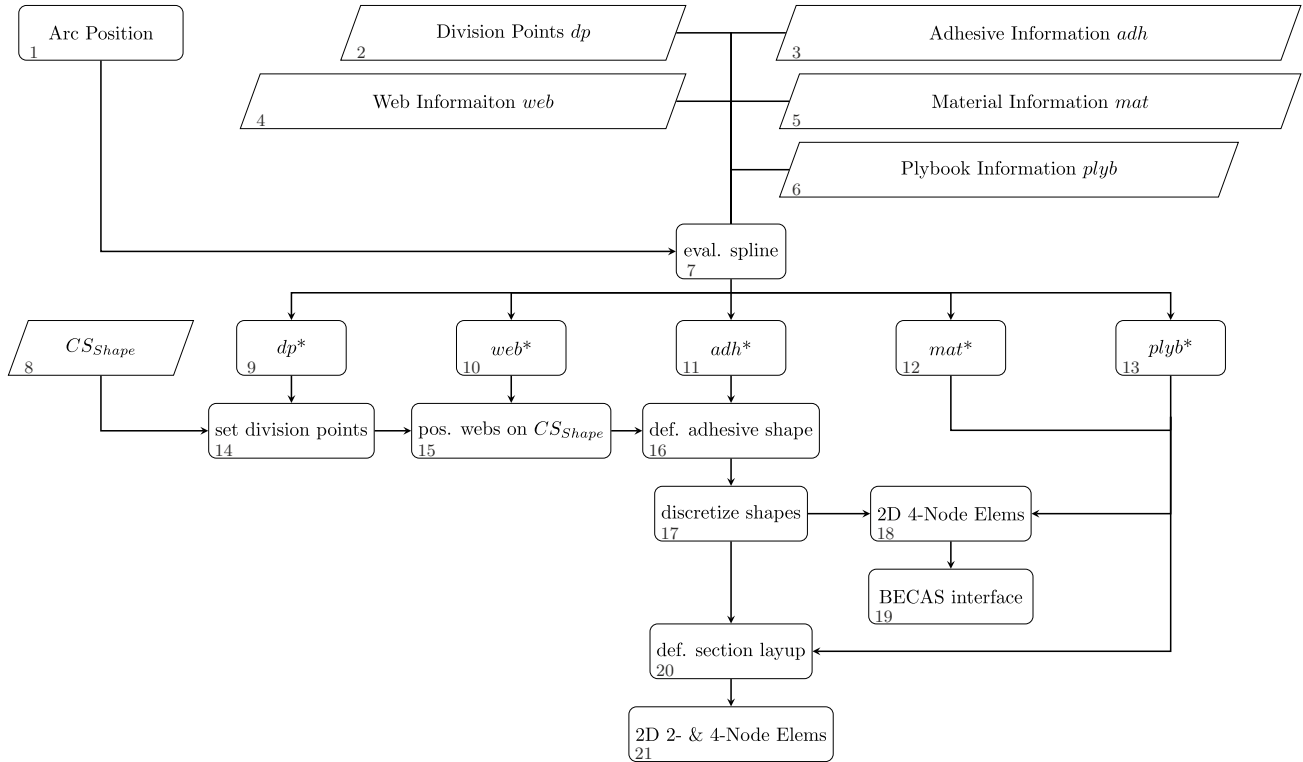 Arc Position
1
Division Points dp
2
Adhesive Information adh
3
Web Informaiton web
4
Material Information mat
5
Plybook Information plyb
6
eval. spline
7
CS_Shape
8
dp*
9
web*
10
adh*
11
mat*
12
plyb*
13
set division points
14
pos. webs on CS_Shape
15
def. adhesive shape
16
discretize shapes
17
2D 4-Node Elems
18
BECAS interface
19
def. section layup
20
2D 2- & 4-Node Elems
21